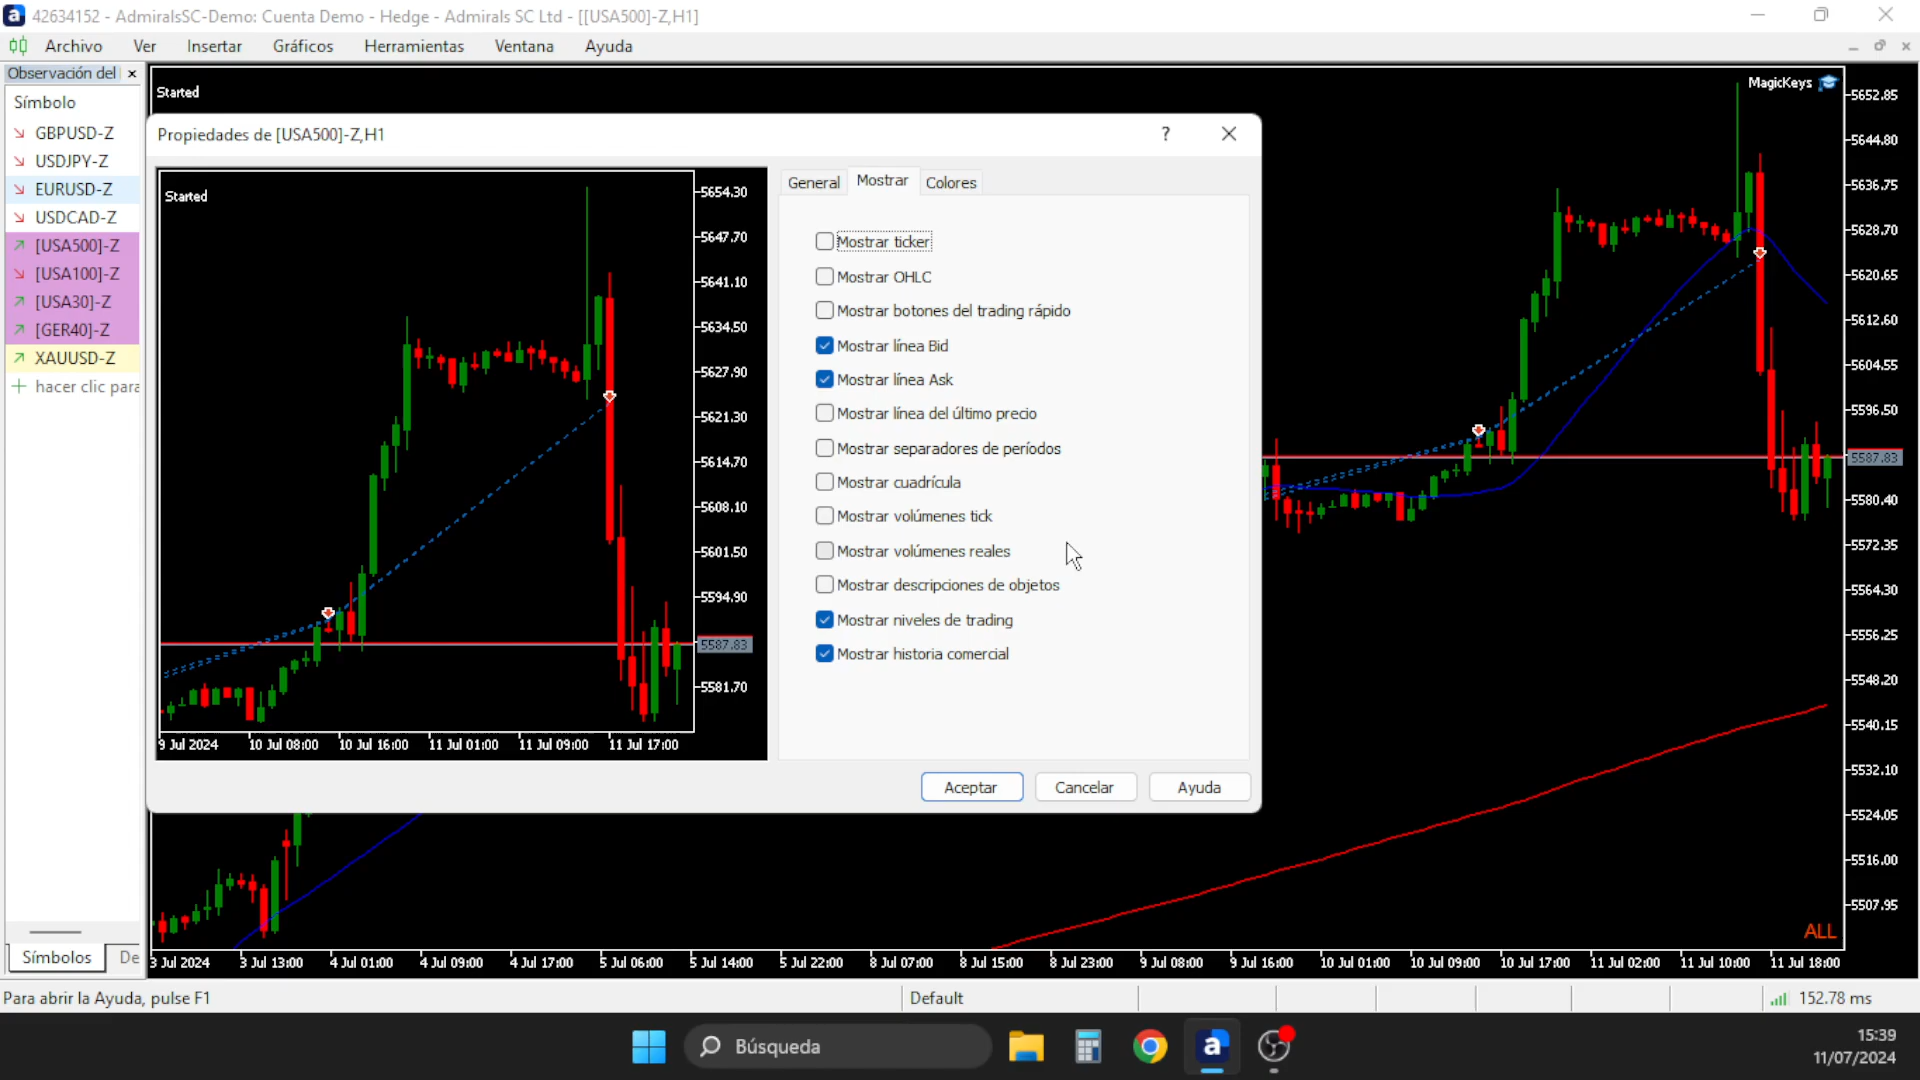 42634152 - AdmiralsSC-Demo: Cuenta Demo - Hedge - Admirals SC Ltd - [[USA500]-Z,H1]
Archivo Ver Insertar Gráficos Herramientas Ventana Ayuda
Observación del
Símbolo
GBPUSD-Z
USDJPY-Z
EURUSD-Z
USDCAD-Z
[USA500]-Z
[USA100]-Z
[USA30]-Z
[GER40]-Z
XAUUSD-Z
hacer clic para
Símbolos De
Started
MagicKeys
Propiedades de [USA500]-Z,H1
Started
5654.30
5647.70
5641.10
5634.50
5627.90
5621.30
5614.70
5608.10
5601.50
5594.90
5587.83
5581.70
9 Jul 2024 10 Jul 08:00 10 Jul 16:00 11 Jul 01:00 11 Jul 09:00 11 Jul 17:00
General Mostrar Colores
Mostrar ticker
Mostrar OHLC
Mostrar botones del trading rápido
Mostrar línea Bid
Mostrar línea Ask
Mostrar línea del último precio
Mostrar separadores de períodos
Mostrar cuadrícula
Mostrar volúmenes tick
Mostrar volúmenes reales
Mostrar descripciones de objetos
Mostrar niveles de trading
Mostrar historia comercial
Aceptar Cancelar Ayuda
5652.85
5644.80
5636.75
5628.70
5620.65
5612.60
5604.55
5596.50
5587.83
5580.40
5572.35
5564.30
5556.25
5548.20
5540.15
5532.10
5524.05
5516.00
5507.95
ALL
3 Jul 2024 3 Jul 13:00 4 Jul 01:00 4 Jul 09:00 4 Jul 17:00 5 Jul 06:00 5 Jul 14:00 5 Jul 22:00 8 Jul 07:00 8 Jul 15:00 8 Jul 23:00 9 Jul 08:00 9 Jul 16:00 10 Jul 01:00 10 Jul 09:00 10 Jul 17:00 11 Jul 02:00 11 Jul 10:00 11 Jul 18:00
Para abrir la Ayuda, pulse F1 Default 152.78 ms
Búsqueda
15:39
11/07/2024